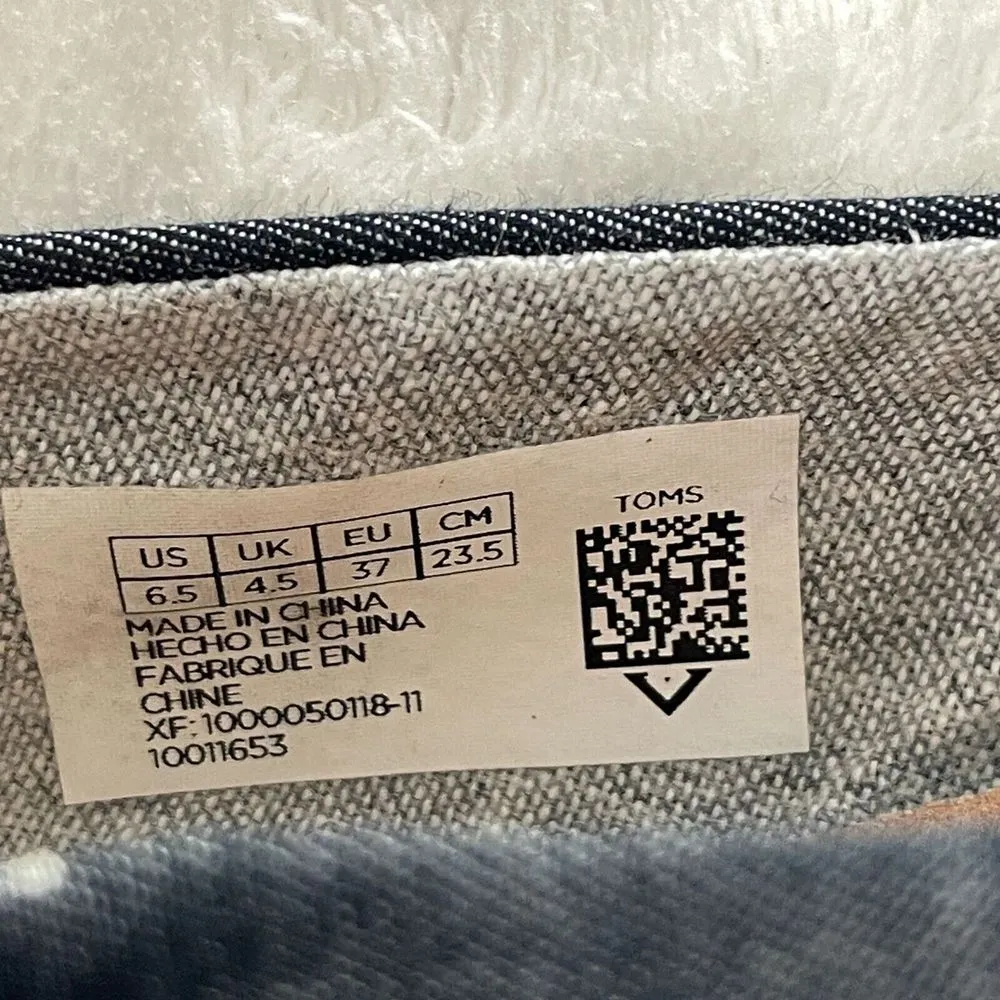 US UK EU CM
6.5 4.5 37 23.5
MADE IN CHINA
HECHO EN CHINA
FABRIQUE EN
CHINE
XF: 1000050118-11
10011653
TOMS